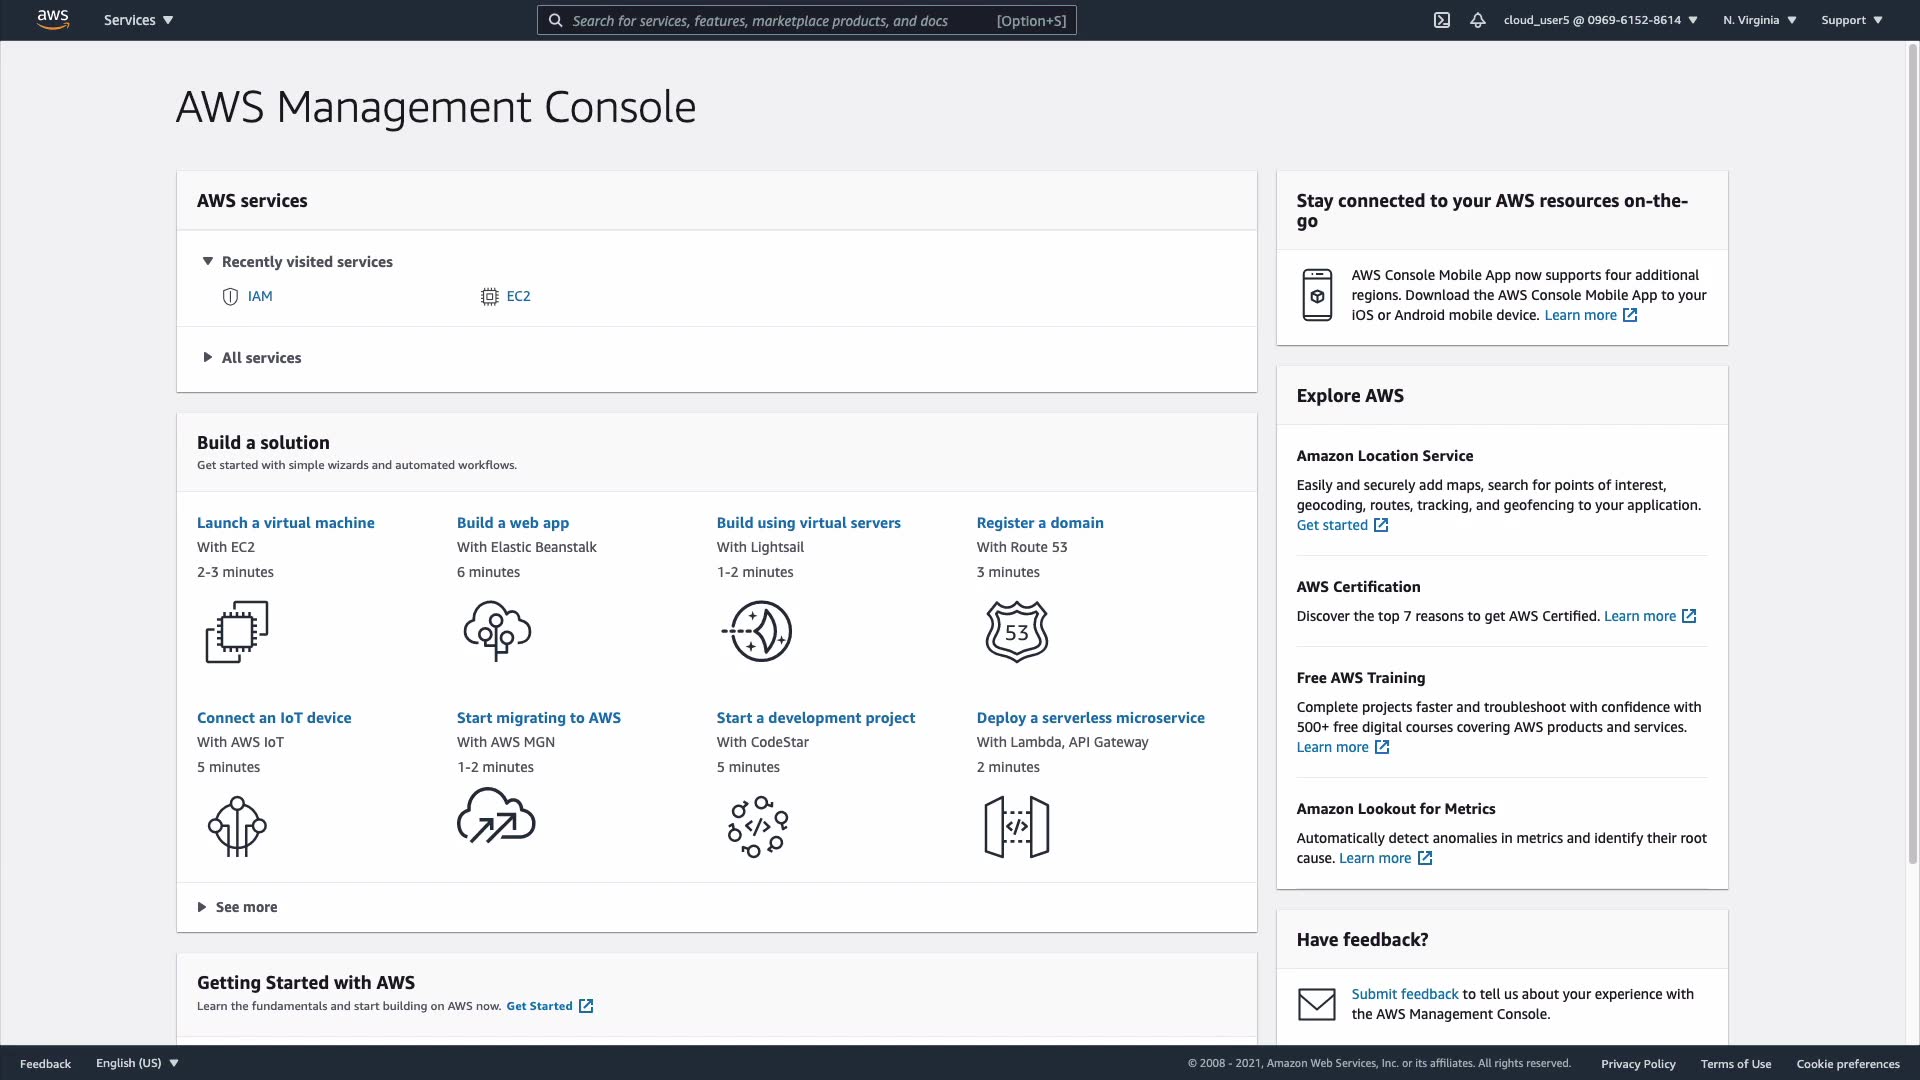 aws
Services
Search for services, features, marketplace products, and docs [Option+S]
cloud_user5 @ 0969-6152-8614
N. Virginia
Support
AWS Management Console
AWS services
Recently visited services
IAM
EC2
All services
Build a solution
Get started with simple wizards and automated workflows.
Launch a virtual machine
With EC2
2-3 minutes
Build a web app
With Elastic Beanstalk
6 minutes
Build using virtual servers
With Lightsail
1-2 minutes
Register a domain
With Route 53
3 minutes
53
Connect an IoT device
With AWS IoT
5 minutes
Start migrating to AWS
With AWS MGN
1-2 minutes
Start a development project
With CodeStar
5 minutes
</>
Deploy a serverless microservice
With Lambda, API Gateway
2 minutes
</>
See more
Getting Started with AWS
Learn the fundamentals and start building on AWS now. Get Started
Stay connected to your AWS resources on-the-
go
AWS Console Mobile App now supports four additional
regions. Download the AWS Console Mobile App to your
iOS or Android mobile device. Learn more
Explore AWS
Amazon Location Service
Easily and securely add maps, search for points of interest,
geocoding, routes, tracking, and geofencing to your application.
Get started
AWS Certification
Discover the top 7 reasons to get AWS Certified. Learn more
Free AWS Training
Complete projects faster and troubleshoot with confidence with
500+ free digital courses covering AWS products and services.
Learn more
Amazon Lookout for Metrics
Automatically detect anomalies in metrics and identify their root
cause. Learn more
Have feedback?
Submit feedback to tell us about your experience with
the AWS Management Console.
Feedback
English (US)
© 2008 - 2021, Amazon Web Services, Inc. or its affiliates. All rights reserved.
Privacy Policy
Terms of Use
Cookie preferences